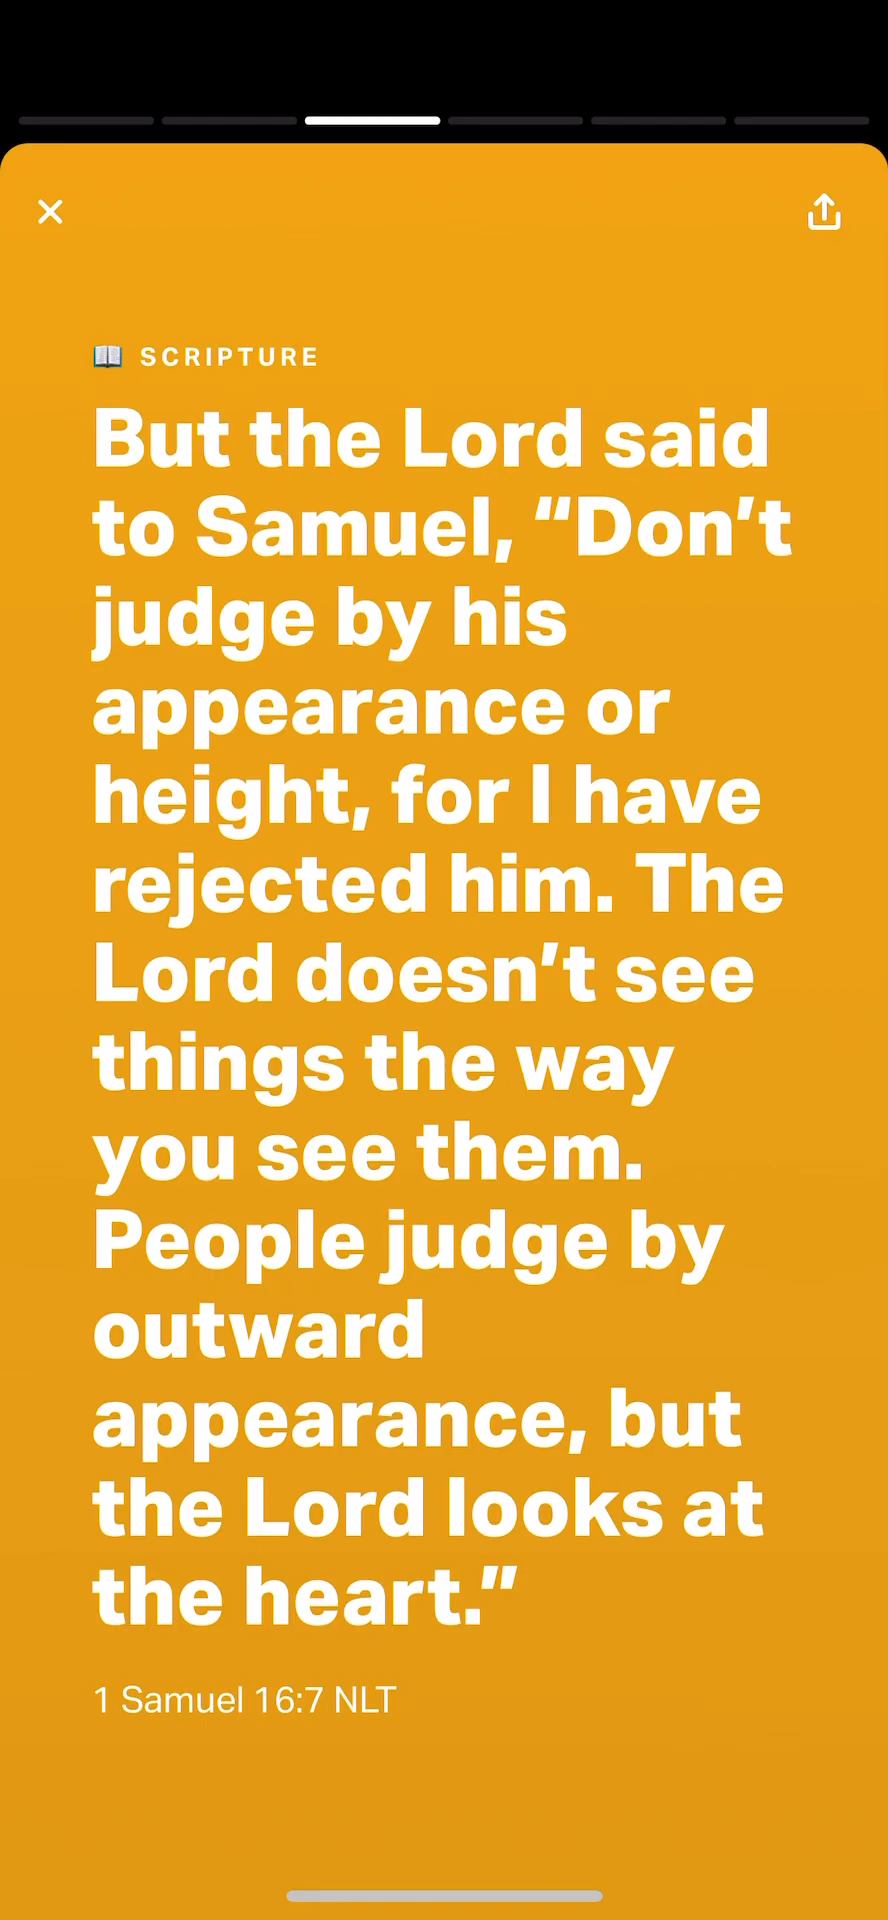 📖 SCRIPTURE
But the Lord said
to Samuel, “Don’t
judge by his
appearance or
height, for I have
rejected him. The
Lord doesn’t see
things the way
you see them.
People judge by
outward
appearance, but
the Lord looks at
the heart.”
1 Samuel 16:7 NLT